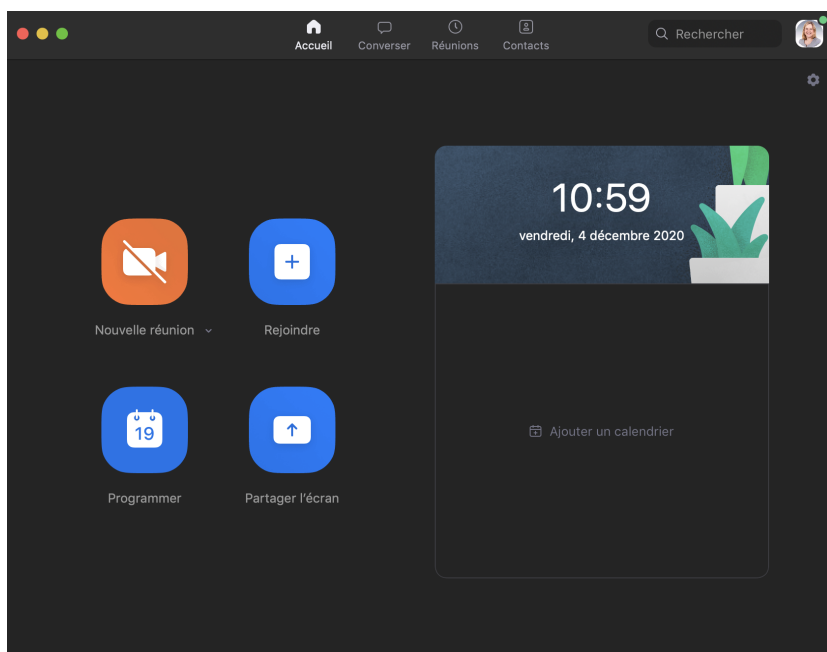 Accueil
Converser
Réunions
Contacts
Rechercher
10:59
vendredi, 4 décembre 2020
Nouvelle réunion
Rejoindre
19
Programmer
Partager l'écran
Ajouter un calendrier